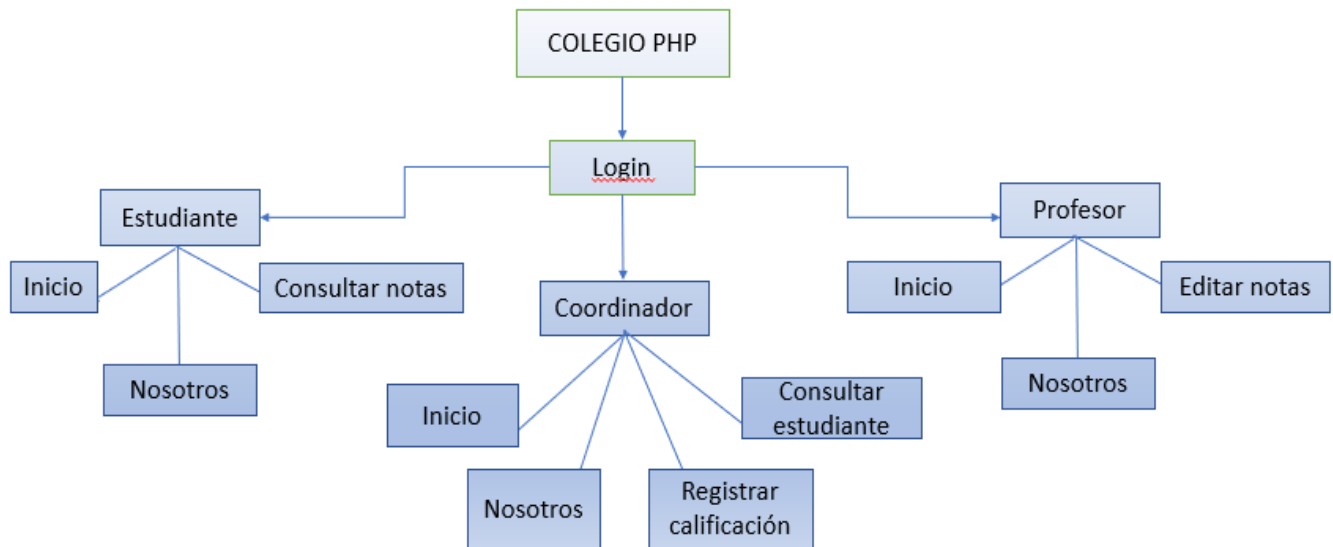 COLEGIO PHP
Login
Estudiante
Profesor
Inicio
Consultar notas
Coordinador
Inicio
Editar notas
Nosotros
Nosotros
Inicio
Consultar
estudiante
Nosotros
Registrar
calificación